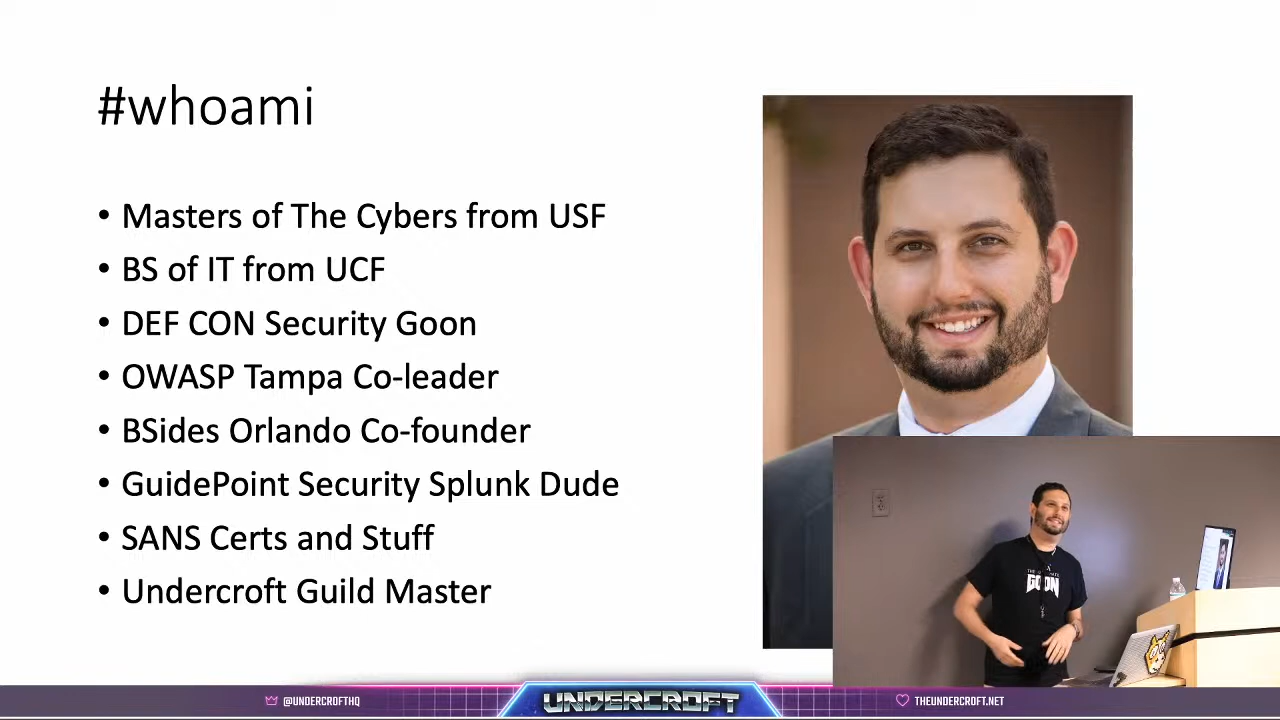 #whoami
• Masters of The Cybers from USF
• BS of IT from UCF
• DEF CON Security Goon
• OWASP Tampa Co-leader
• BSides Orlando Co-founder
• GuidePoint Security Splunk Dude
• SANS Certs and Stuff
• Undercroft Guild Master
GOON
@UNDERCROFTHQ
UNDERCROFT
THEUNDERCROFT.NET